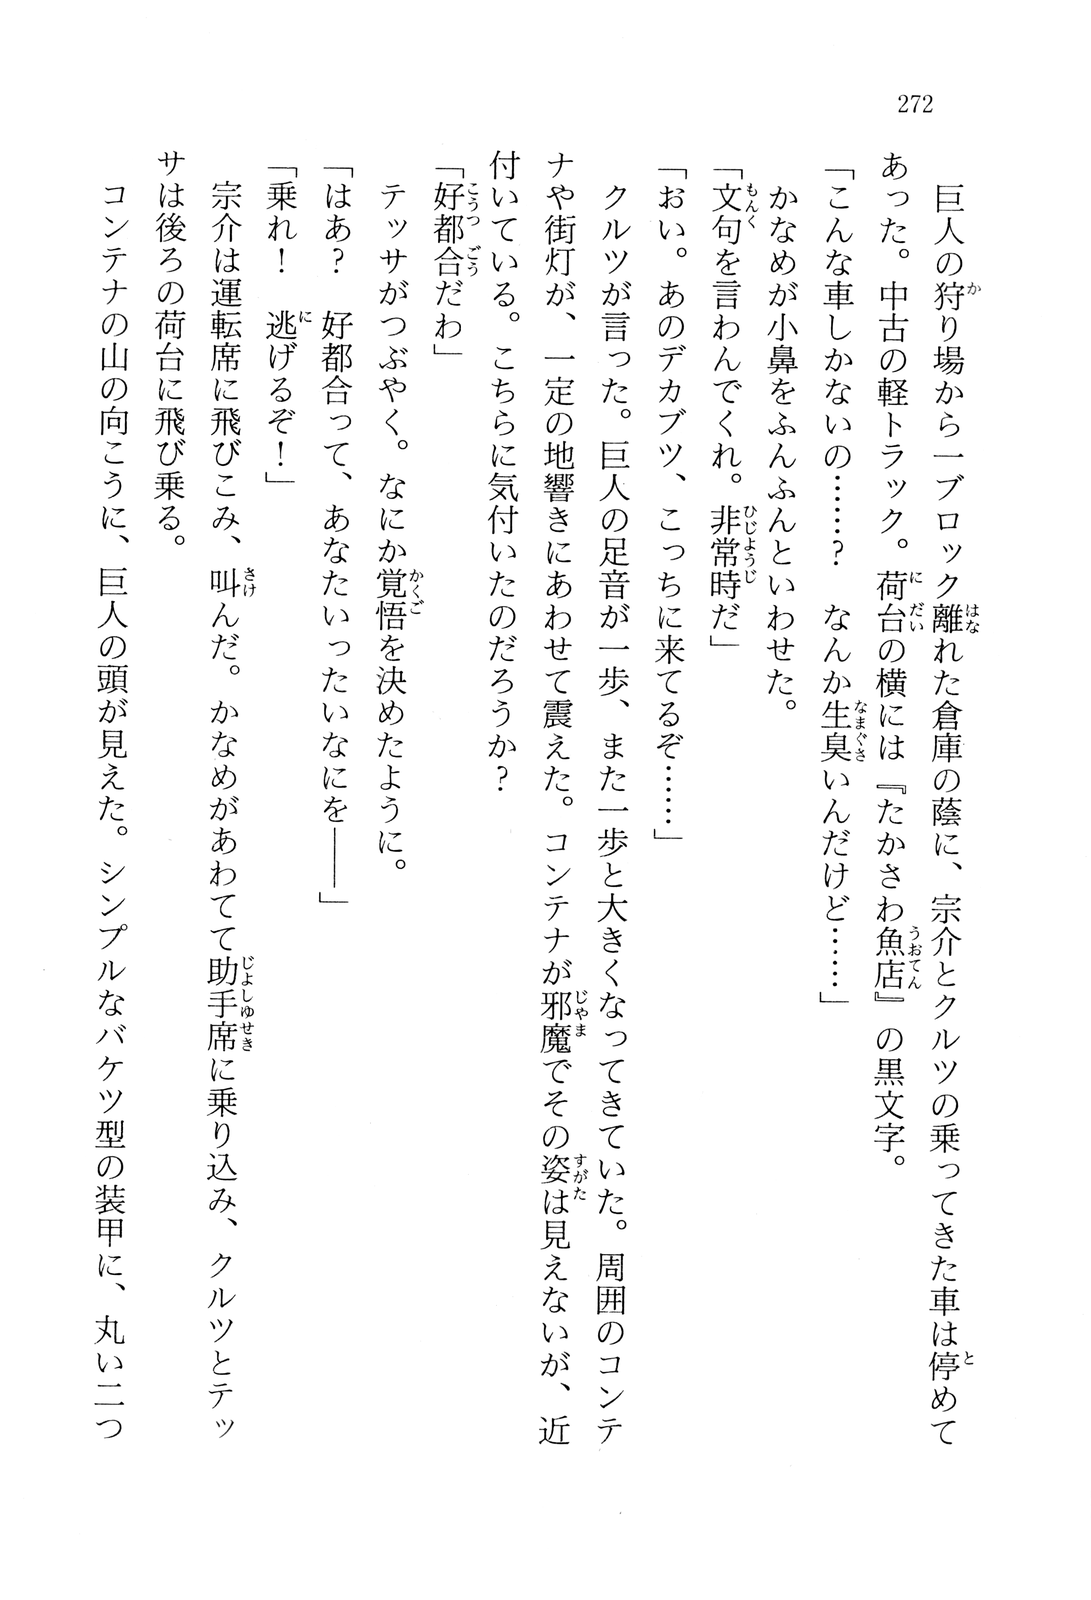 272
巨人の狩り場から一ブロック離れた倉庫の蔭に、宗介とクルツの乗ってきた車は停めて
あった。中古の軽トラック。荷台の横には『たかさわ魚店』の黒文字。
「こんな車しかないの……？　なんか生臭いんだけど……」
かなめが小鼻をふんふんといわせた。
「文句を言わんでくれ。非常時だ」
「おい。あのデカブツ、こっちに来てるぞ……」
クルツが言った。巨人の足音が一歩、また一歩と大きくなってきていた。周囲のコンテ
ナや街灯が、一定の地響きにあわせて震えた。コンテナが邪魔でその姿は見えないが、近
付いている。こちらに気付いたのだろうか？
「好都合だわ」
テッサがつぶやく。なにか覚悟を決めたように。
「はあ？　好都合って、あなたいったいなにを――」
「乗れ！　逃げるぞ！」
宗介は運転席に飛びこみ、叫んだ。かなめがあわてて助手席に乗り込み、クルツとテッ
サは後ろの荷台に飛び乗る。
コンテナの山の向こうに、巨人の頭が見えた。シンプルなバケツ型の装甲に、丸い二つ